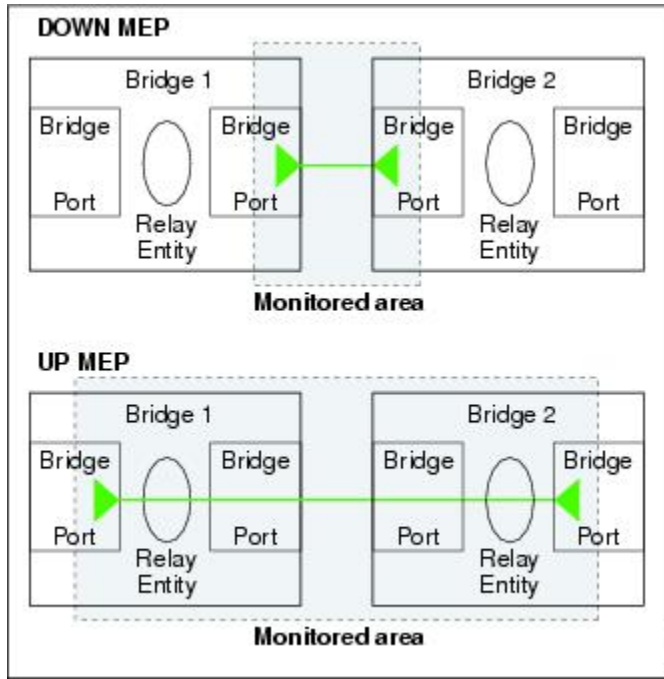 DOWN MEP
Bridge 1
Bridge 2
Bridge
Bridge
Bridge
Bridge
Port
Port
Port
Port
Relay
Entity
Relay
Entity
Monitored area
UP MEP
Bridge 1
Bridge 2
Bridge
Bridge
Bridge
Bridge
Port
Port
Port
Port
Relay
Entity
Relay
Entity
Monitored area